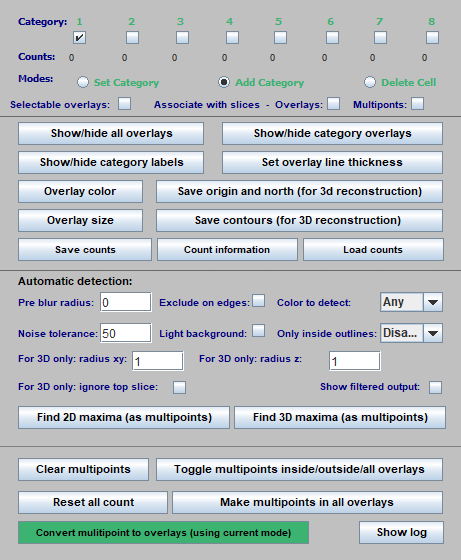 Category: 1 2 3 4 5 6 7 8
Counts: 0 0 0 0 0 0 0 0
Modes: Set Category Add Category Delete Cell
Selectable overlays: Associate with slices - Overlays: Multiponts:
Show/hide all overlays Show/hide category overlays
Show/hide category labels Set overlay line thickness
Overlay color Save origin and north (for 3d reconstruction)
Overlay size Save contours (for 3D reconstruction)
Save counts Count information Load counts
Automatic detection:
Pre blur radius: 0 Exclude on edges: Color to detect: Any
Noise tolerance: 50 Light background: Only inside outlines: Disa...
For 3D only: radius xy: 1 For 3D only: radius z: 1
For 3D only: ignore top slice: Show filtered output:
Find 2D maxima (as multipoints) Find 3D maxima (as multipoints)
Clear multipoints Toggle multipoints inside/outside/all overlays
Reset all count Make multipoints in all overlays
Convert multipoint to overlays (using current mode) Show log